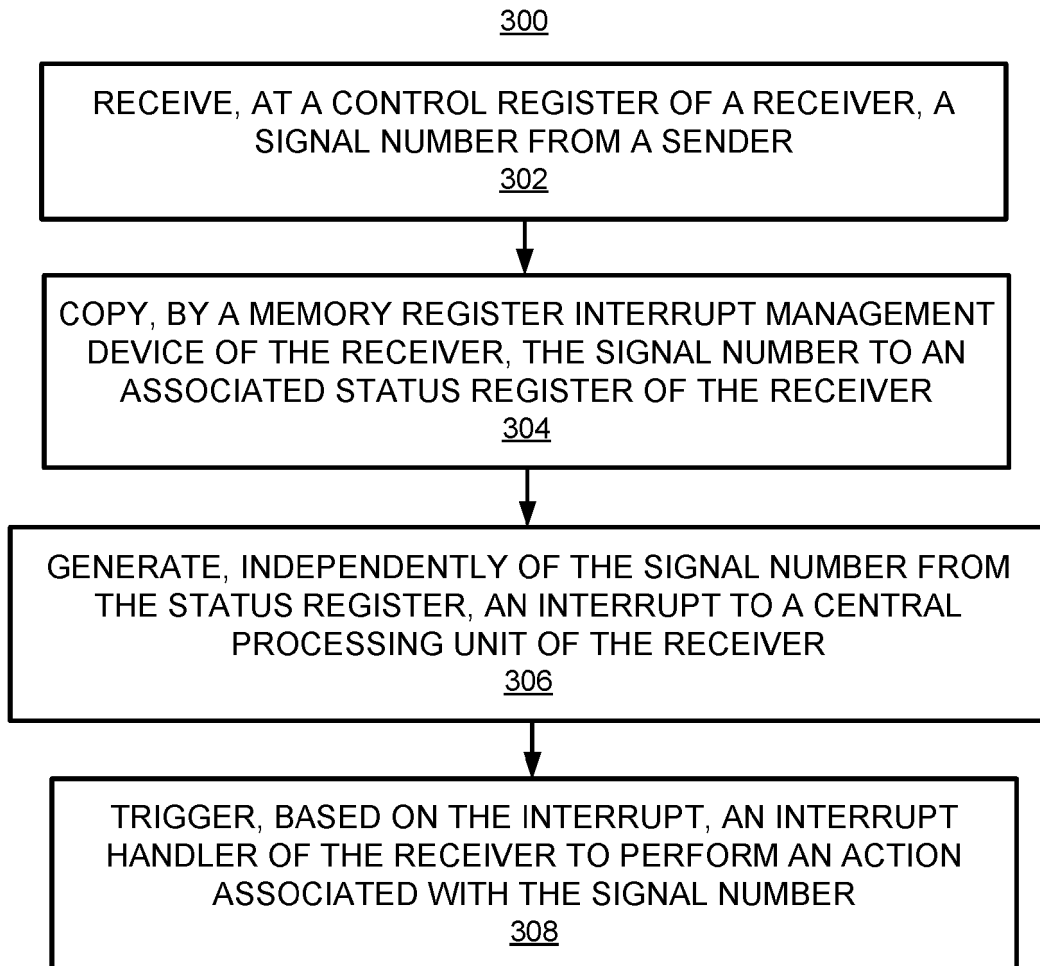 300
RECEIVE, AT A CONTROL REGISTER OF A RECEIVER, A
SIGNAL NUMBER FROM A SENDER
302
COPY, BY A MEMORY REGISTER INTERRUPT MANAGEMENT
DEVICE OF THE RECEIVER, THE SIGNAL NUMBER TO AN
ASSOCIATED STATUS REGISTER OF THE RECEIVER
304
GENERATE, INDEPENDENTLY OF THE SIGNAL NUMBER FROM
THE STATUS REGISTER, AN INTERRUPT TO A CENTRAL
PROCESSING UNIT OF THE RECEIVER
306
TRIGGER, BASED ON THE INTERRUPT, AN INTERRUPT
HANDLER OF THE RECEIVER TO PERFORM AN ACTION
ASSOCIATED WITH THE SIGNAL NUMBER
308